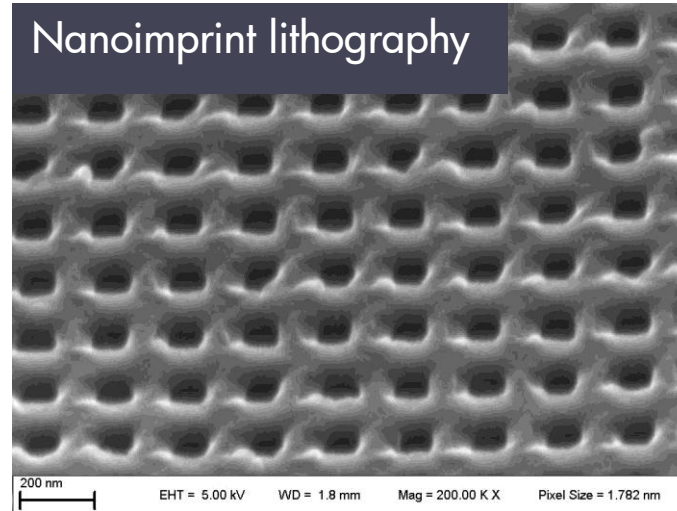 Nanoimprint lithography
200 nm
EHT = 5.00 kV WD = 1.8 mm Mag = 200.00 K X Pixel Size = 1.782 nm